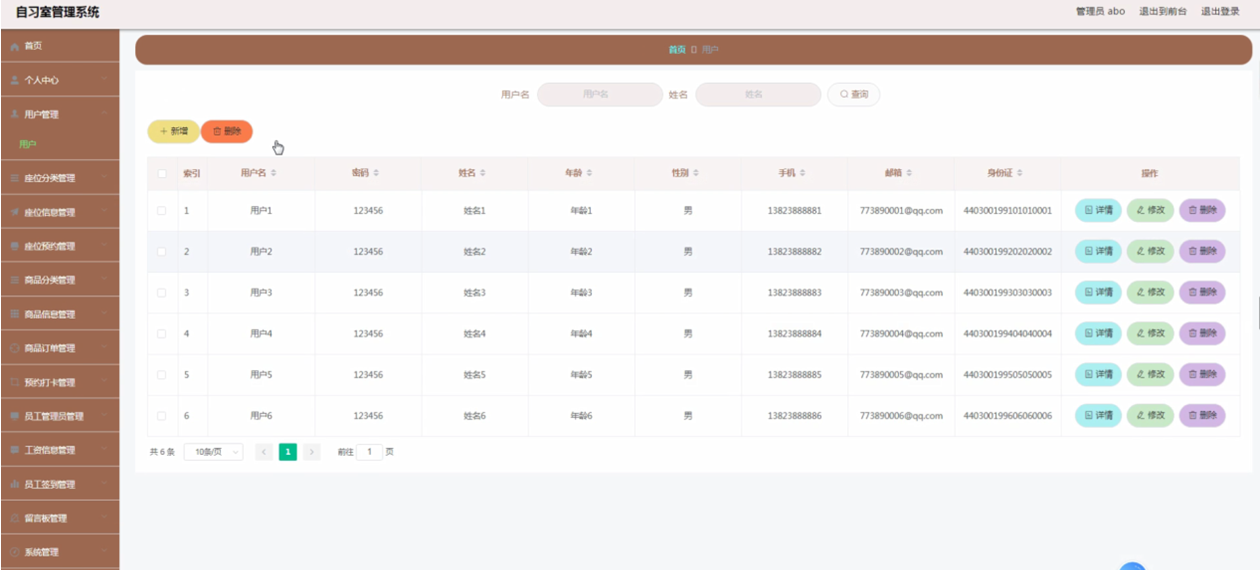 自习室管理系统
管理员 abo 退出到前台 退出登录
首页
个人中心
用户管理
用户
座位分类管理
座位信息管理
座位预约管理
商品分类管理
商品信息管理
商品订单管理
预约打卡管理
员工管理员管理
工资信息管理
员工签到管理
留言板管理
系统管理
首页 用户
用户名 用户名 姓名 姓名 查询
新增 删除
索引 用户名 密码 姓名 年龄 性别 手机 邮箱 身份证 操作
1 用户1 123456 姓名1 年龄1 男 13823888881 773890001@qq.com 440300199101010001 详情 修改 删除
2 用户2 123456 姓名2 年龄2 男 13823888882 773890002@qq.com 440300199202020002 详情 修改 删除
3 用户3 123456 姓名3 年龄3 男 13823888883 773890003@qq.com 440300199303030003 详情 修改 删除
4 用户4 123456 姓名4 年龄4 男 13823888884 773890004@qq.com 440300199404040004 详情 修改 删除
5 用户5 123456 姓名5 年龄5 男 13823888885 773890005@qq.com 440300199505050005 详情 修改 删除
6 用户6 123456 姓名6 年龄6 男 13823888886 773890006@qq.com 440300199606060006 详情 修改 删除
共 6 条 10条/页 1 前往 1 页